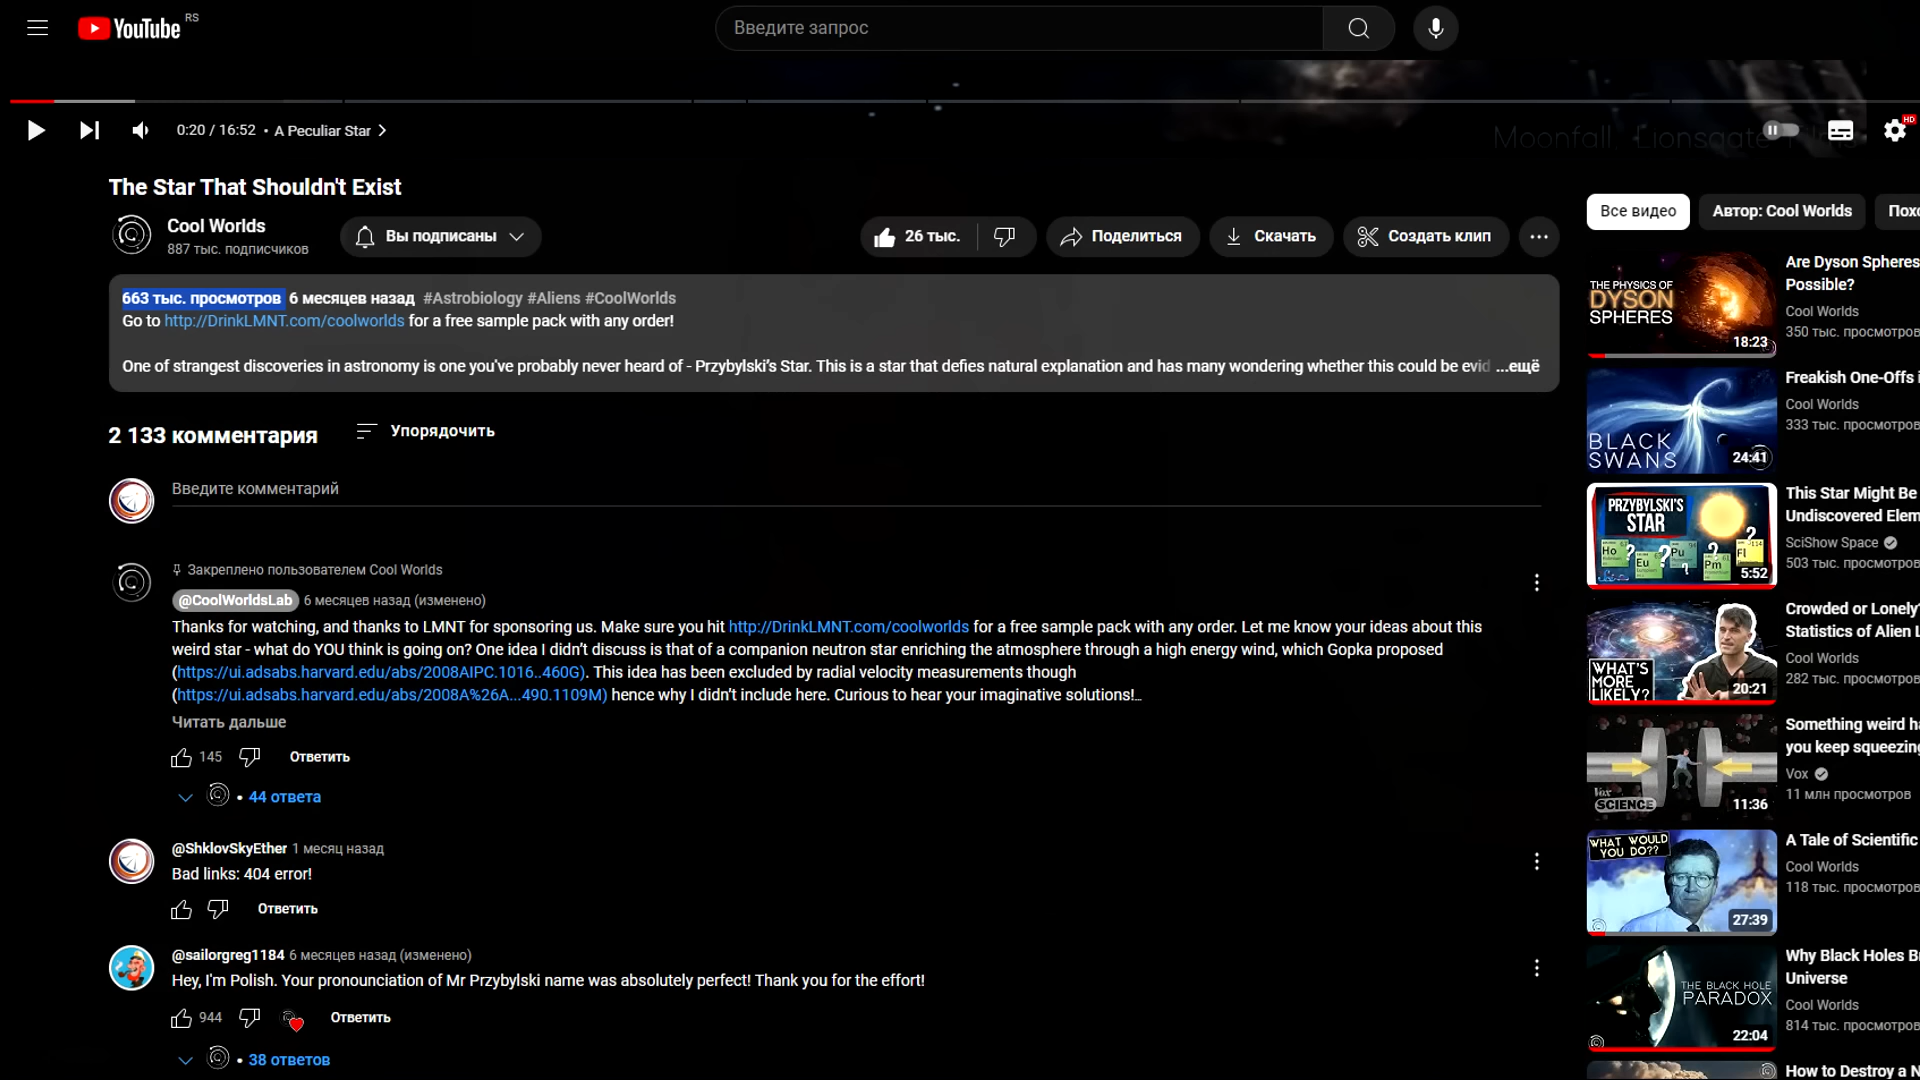 YouTube RS
Введите запрос
0:20 / 16:52 • A Peculiar Star
Moonfall, Lionsgate Films
HD
The Star That Shouldn't Exist
Cool Worlds
887 тыс. подписчиков
Вы подписаны
26 тыс.
Поделиться
Скачать
Создать клип
663 тыс. просмотров 6 месяцев назад #Astrobiology #Aliens #CoolWorlds
Go to http://DrinkLMNT.com/coolworlds for a free sample pack with any order!
One of strangest discoveries in astronomy is one you've probably never heard of - Przybylski’s Star. This is a star that defies natural explanation and has many wondering whether this could be evid ...ещё
2 133 комментария
Упорядочить
Введите комментарий
Закреплено пользователем Cool Worlds
@CoolWorldsLab 6 месяцев назад (изменено)
Thanks for watching, and thanks to LMNT for sponsoring us. Make sure you hit http://DrinkLMNT.com/coolworlds for a free sample pack with any order. Let me know your ideas about this
weird star - what do YOU think is going on? One idea I didn’t discuss is that of a companion neutron star enriching the atmosphere through a high energy wind, which Gopka proposed
(https://ui.adsabs.harvard.edu/abs/2008AIPC.1016..460G). This idea has been excluded by radial velocity measurements though
(https://ui.adsabs.harvard.edu/abs/2008A%26A...490.1109M) hence why I didn’t include here. Curious to hear your imaginative solutions!…
Читать дальше
145
Ответить
• 44 ответа
@ShklovSkyEther 1 месяц назад
Bad links: 404 error!
Ответить
@sailorgreg1184 6 месяцев назад (изменено)
Hey, I'm Polish. Your pronounciation of Mr Przybylski name was absolutely perfect! Thank you for the effort!
944
Ответить
• 38 ответов
Все видео
Автор: Cool Worlds
Похо
THE PHYSICS OF
DYSON
SPHERES
18:23
Are Dyson Spheres
Possible?
Cool Worlds
350 тыс. просмотров
BLACK
SWANS
24:41
Freakish One-Offs i
Cool Worlds
333 тыс. просмотров
PRZYBYLSKI'S
STAR
Ho ? Eu ? Pu ? Pm ? Fl ?
5:52
This Star Might Be
Undiscovered Elem
SciShow Space
503 тыс. просмотров
WHAT'S
MORE
LIKELY?
20:21
Crowded or Lonely?
Statistics of Alien L
Cool Worlds
282 тыс. просмотров
Vox
SCIENCE
11:36
Something weird ha
you keep squeezing
Vox
11 млн просмотров
WHAT WOULD
YOU DO??
27:39
A Tale of Scientific
Cool Worlds
118 тыс. просмотров
THE BLACK HOLE
PARADOX
22:04
Why Black Holes Br
Universe
Cool Worlds
814 тыс. просмотров
How to Destroy a N